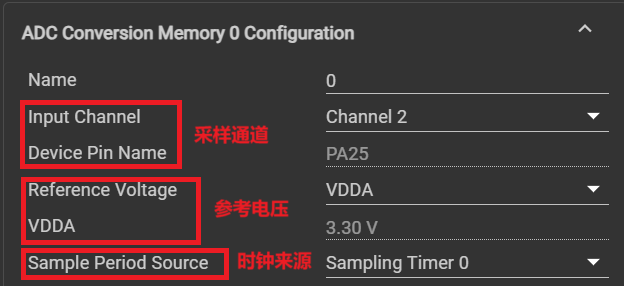 ADC Conversion Memory 0 Configuration
Name 0
Input Channel Channel 2
采样通道
Device Pin Name PA25
Reference Voltage VDDA
参考电压
VDDA 3.30 V
Sample Period Source 时钟来源 Sampling Timer 0